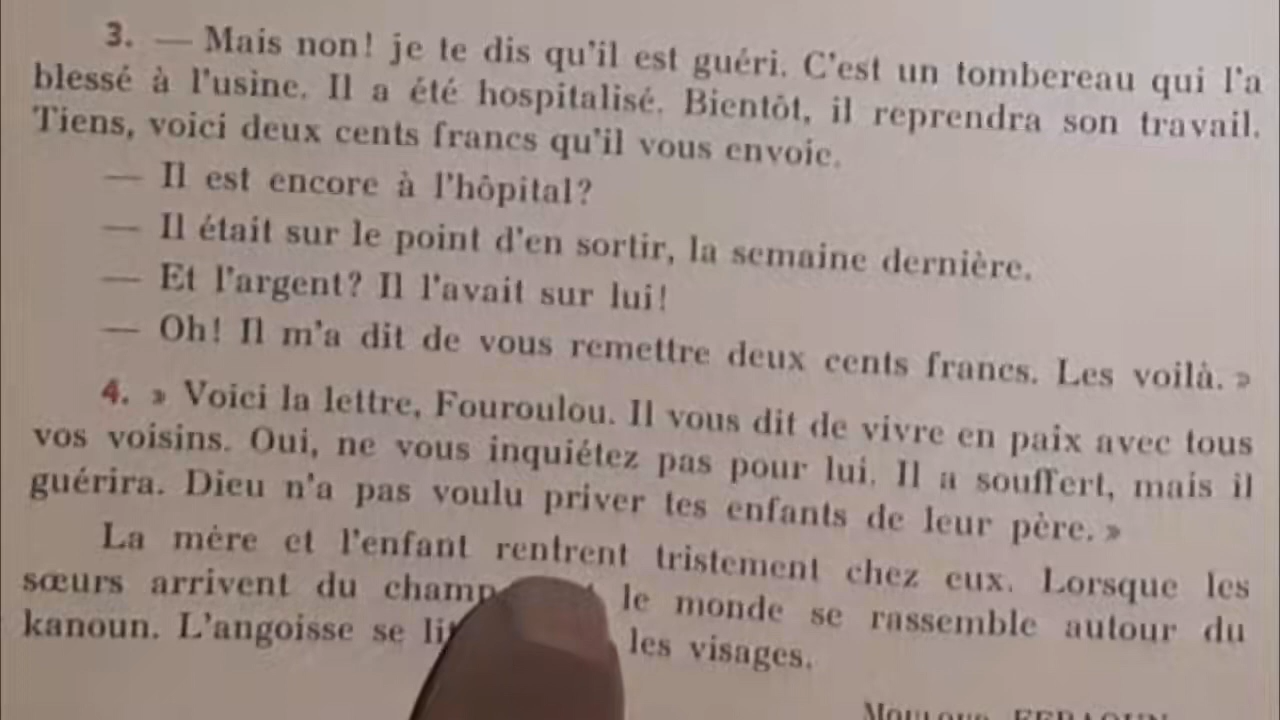 3. — Mais non! je te dis qu'il est guéri. C'est un tombereau qui l'a
blessé à l'usine. Il a été hospitalisé. Bientôt, il reprendra son travail.
Tiens, voici deux cents francs qu'il vous envoie.
— Il est encore à l'hôpital?
— Il était sur le point d'en sortir, la semaine dernière.
— Et l'argent? Il l'avait sur lui!
— Oh! Il m'a dit de vous remettre deux cents francs. Les voilà. »
4. » Voici la lettre, Fouroulou. Il vous dit de vivre en paix avec tous
vos voisins. Oui, ne vous inquiétez pas pour lui. Il a souffert, mais il
guérira. Dieu n'a pas voulu priver tes enfants de leur père. »
La mère et l'enfant rentrent tristement chez eux. Lorsque les
sœurs arrivent du champ le monde se rassemble autour du
kanoun. L'angoisse se les visages.